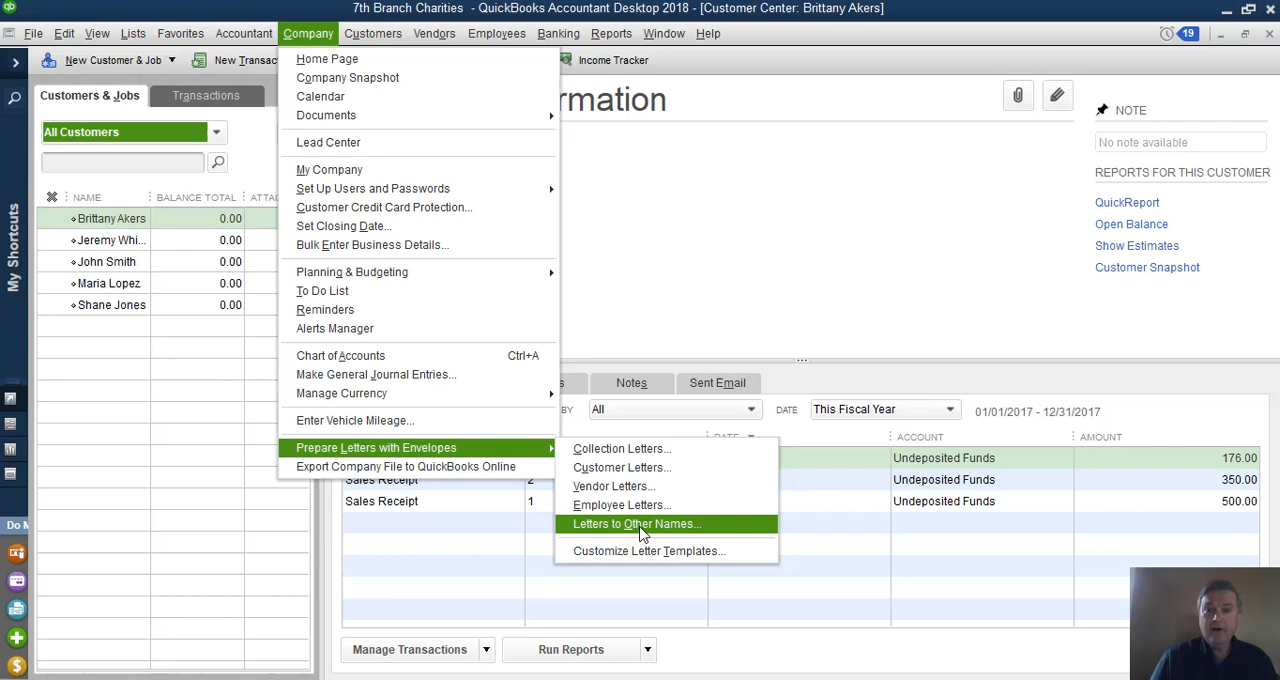 7th Branch Charities - QuickBooks Accountant Desktop 2018 - [Customer Center: Brittany Akers]
File Edit View Lists Favorites Accountant Company Customers Vendors Employees Banking Reports Window Help 19
New Customer & Job New Transact Income Tracker
Customers & Jobs Transactions
All Customers
NAME BALANCE TOTAL ATTAC
Brittany Akers 0.00
Jeremy Whi... 0.00
John Smith 0.00
Maria Lopez 0.00
Shane Jones 0.00
My Shortcuts
Do M
Home Page
Company Snapshot
Calendar
Documents
Lead Center
My Company
Set Up Users and Passwords
Customer Credit Card Protection...
Set Closing Date...
Bulk Enter Business Details...
Planning & Budgeting
To Do List
Reminders
Alerts Manager
Chart of Accounts Ctrl+A
Make General Journal Entries...
Manage Currency
Enter Vehicle Mileage...
Prepare Letters with Envelopes
Export Company File to QuickBooks Online
Collection Letters...
Customer Letters...
Vendor Letters...
Employee Letters...
Letters to Other Names...
Customize Letter Templates...
rmation
NOTE
No note available
REPORTS FOR THIS CUSTOMER
QuickReport
Open Balance
Show Estimates
Customer Snapshot
s Notes Sent Email
BY All DATE This Fiscal Year 01/01/2017 - 12/31/2017
DATE ACCOUNT AMOUNT
Undeposited Funds 176.00
Sales Receipt 2 Undeposited Funds 350.00
Sales Receipt 1 Undeposited Funds 500.00
Manage Transactions Run Reports